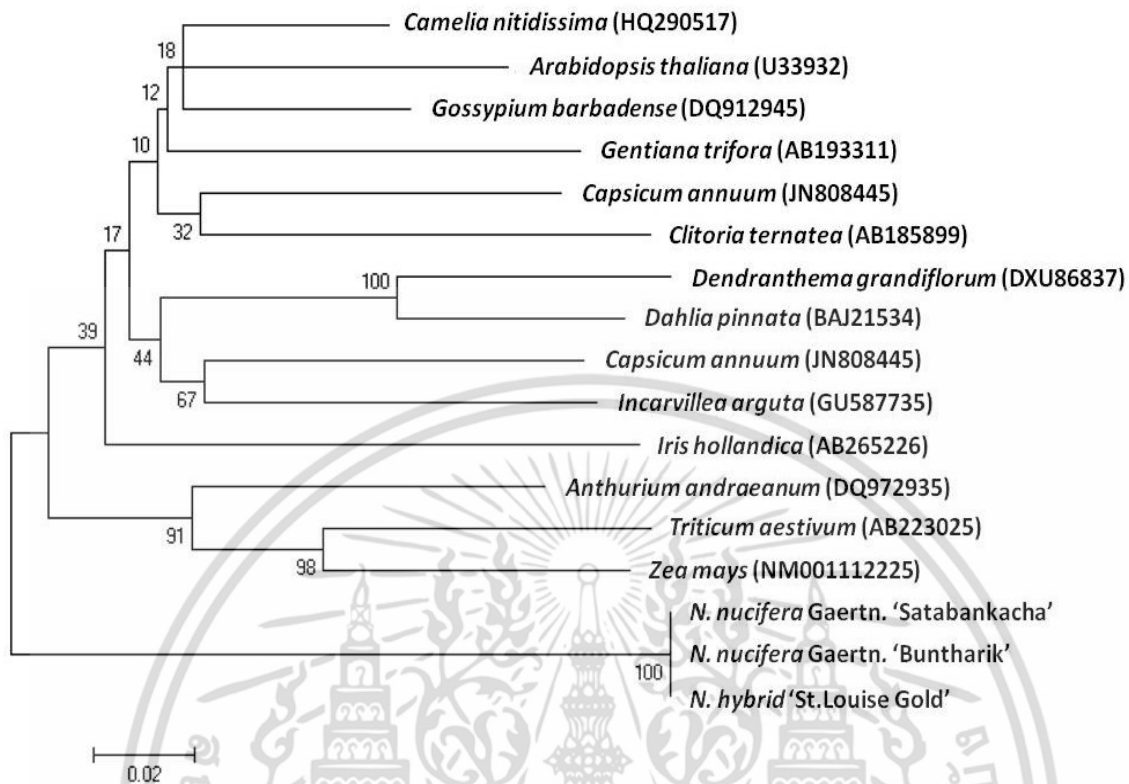 Camelia nitidissima (HQ290517)
18
Arabidopsis thaliana (U33932)
12
Gossypium barbadense (DQ912945)
10
Gentiana trifora (AB193311)
Capsicum annuum (JN808445)
17
32
Clitoria ternatea (AB185899)
100
Dendranthema grandiflorum (DXU86837)
Dahlia pinnata (BAJ21534)
39
44
Capsicum annuum (JN808445)
67
Incarvillea arguta (GU587735)
Iris hollandica (AB265226)
Anthurium andraeanum (DQ972935)
91
Triticum aestivum (AB223025)
98
Zea mays (NM001112225)
N. nucifera Gaertn. ‘Satabankacha’
N. nucifera Gaertn. ‘Buntharik’
100
N. hybrid ‘St.Louise Gold’
0.02